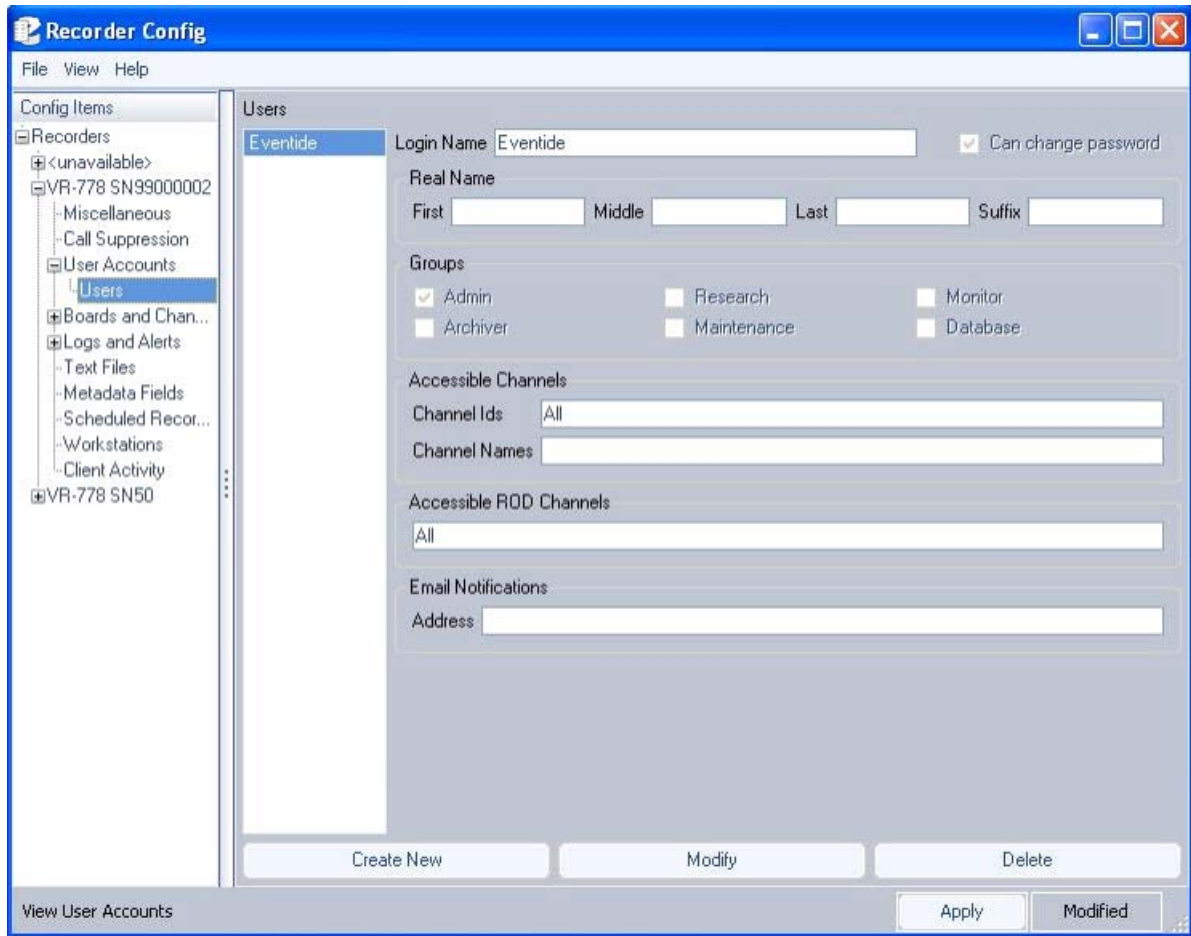 Recorder Config
File View Help
Config Items
Recorders
<unavailable>
VR-778 SN99000002
Miscellaneous
Call Suppression
User Accounts
Users
Boards and Chan...
Logs and Alerts
Text Files
Metadata Fields
Scheduled Recor...
Workstations
Client Activity
VR-778 SN50
Users
Eventide
Login Name Eventide Can change password
Real Name
First Middle Last Suffix
Groups
Admin Research Monitor
Archiver Maintenance Database
Accessible Channels
Channel Ids All
Channel Names
Accessible ROD Channels
All
Email Notifications
Address
Create New Modify Delete
View User Accounts Apply Modified